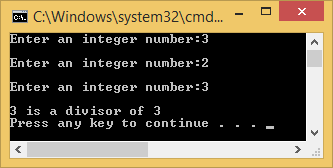 C:\Windows\system32\cmd...
Enter an integer number:3
Enter an integer number:2
Enter an integer number:3
3 is a divisor of 3
Press any key to continue . . . _